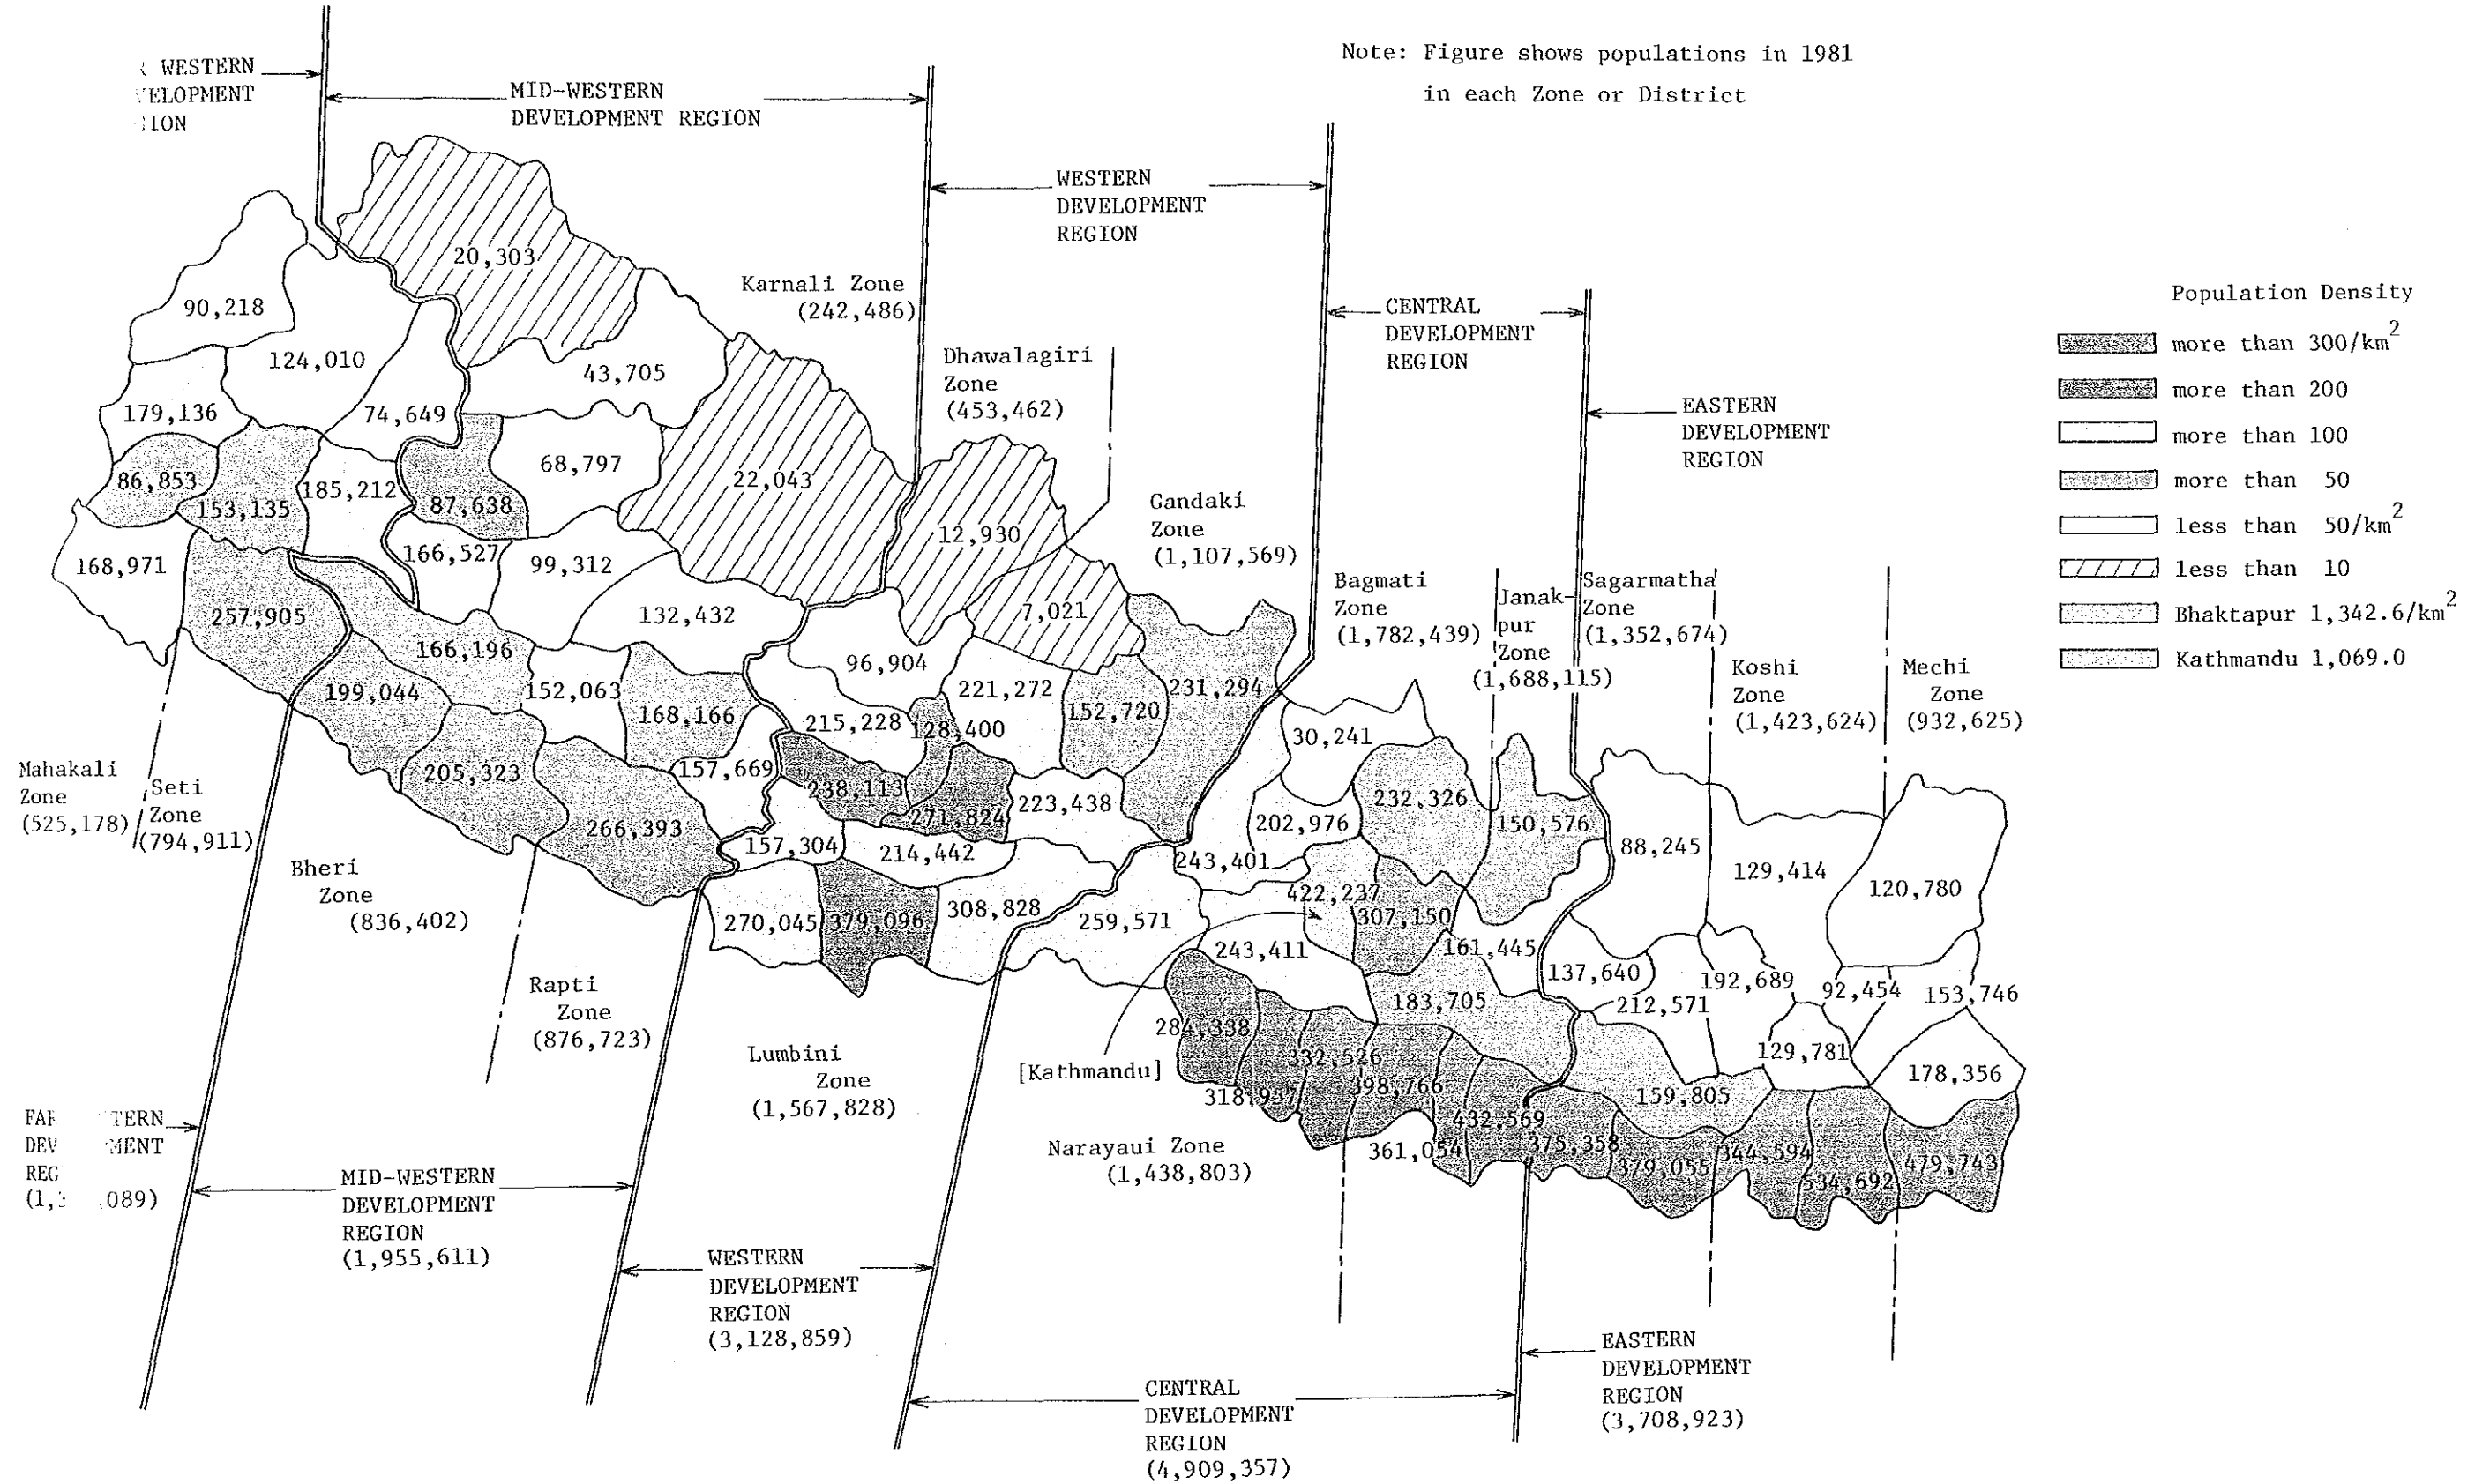 Note: Figure shows populations in 1981
in each Zone or District
WESTERN
MID-WESTERN
DEVELOPMENT REGION
WESTERN
DEVELOPMENT
REGION
CENTRAL
DEVELOPMENT
REGION
EASTERN
DEVELOPMENT
REGION
Population Density
more than 300/km2
more than 200
more than 100
more than 50
less than 50/km2
less than 10
Bhaktapur 1,342.6/km2
Kathmandu 1,069.0
Karnali Zone
(242,486)
Dhawalagiri
Zone
(453,462)
Gandaki
Zone
(1,107,569)
Bagmati
Zone
(1,782,439)
Janak-
pur
Zone
(1,688,115)
Sagarmatha
Zone
(1,352,674)
Koshi
Zone
(1,423,624)
Mechi
Zone
(932,625)
20,303
90,218
124,010
43,705
179,136
74,649
68,797
86,853
153,135
185,212
87,638
22,043
12,930
168,971
166,527
99,312
257,905
132,432
7,021
166,196
96,904
199,044
152,063
168,166
221,272
152,720
231,294
215,228
128,400
30,241
205,323
157,669
238,113
271,824
223,438
202,976
232,326
150,576
266,393
157,304
214,442
243,401
88,245
129,414
120,780
270,045
379,096
308,828
259,571
422,237
307,150
243,411
161,445
137,640
192,689
92,454
153,746
183,705
212,571
284,338
332,526
129,781
178,356
318,957
398,766
159,805
432,569
361,054
375,358
379,055
344,594
534,692
479,743
Mahakali
Zone
(525,178)
Seti
Zone
(794,911)
Bheri
Zone
(836,402)
Rapti
Zone
(876,723)
Lumbini
Zone
(1,567,828)
[Kathmandu]
Narayaui Zone
(1,438,803)
MID-WESTERN
DEVELOPMENT
REGION
(1,955,611)
WESTERN
DEVELOPMENT
REGION
(3,128,859)
CENTRAL
DEVELOPMENT
REGION
(4,909,357)
EASTERN
DEVELOPMENT
REGION
(3,708,923)